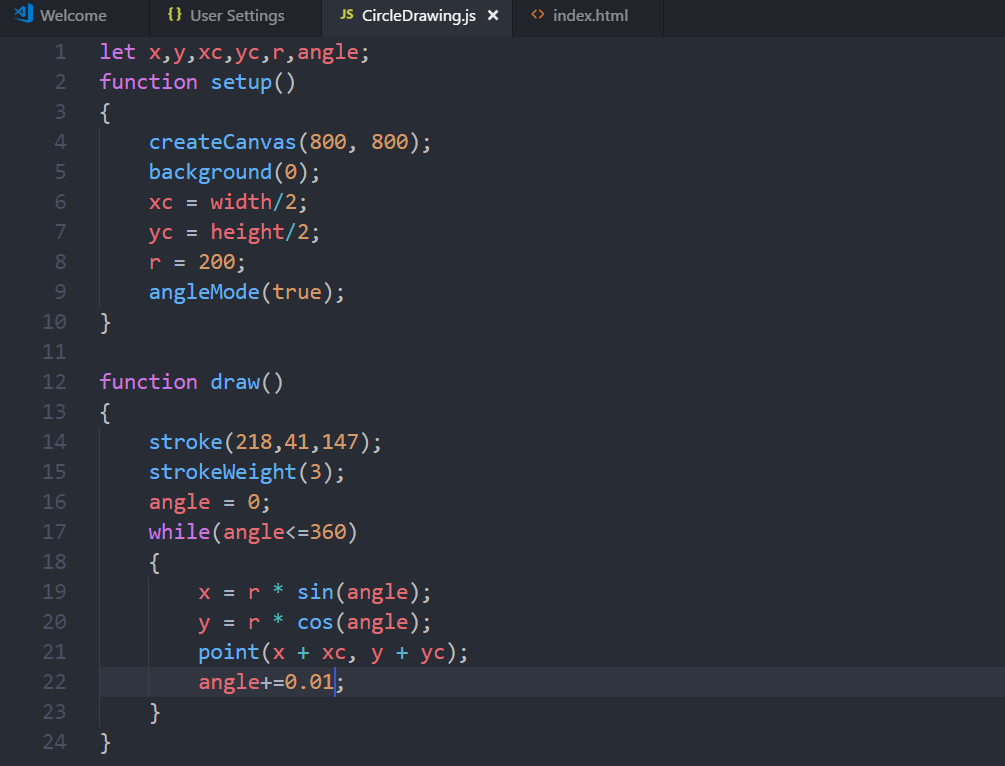 Welcome {} User Settings JS CircleDrawing.js × <> index.html
1 let x,y,xc,yc,r,angle;
2 function setup()
3 {
4     createCanvas(800, 800);
5     background(0);
6     xc = width/2;
7     yc = height/2;
8     r = 200;
9     angleMode(true);
10 }
11
12 function draw()
13 {
14     stroke(218,41,147);
15     strokeWeight(3);
16     angle = 0;
17     while(angle<=360)
18     {
19         x = r * sin(angle);
20         y = r * cos(angle);
21         point(x + xc, y + yc);
22         angle+=0.01;
23     }
24 }